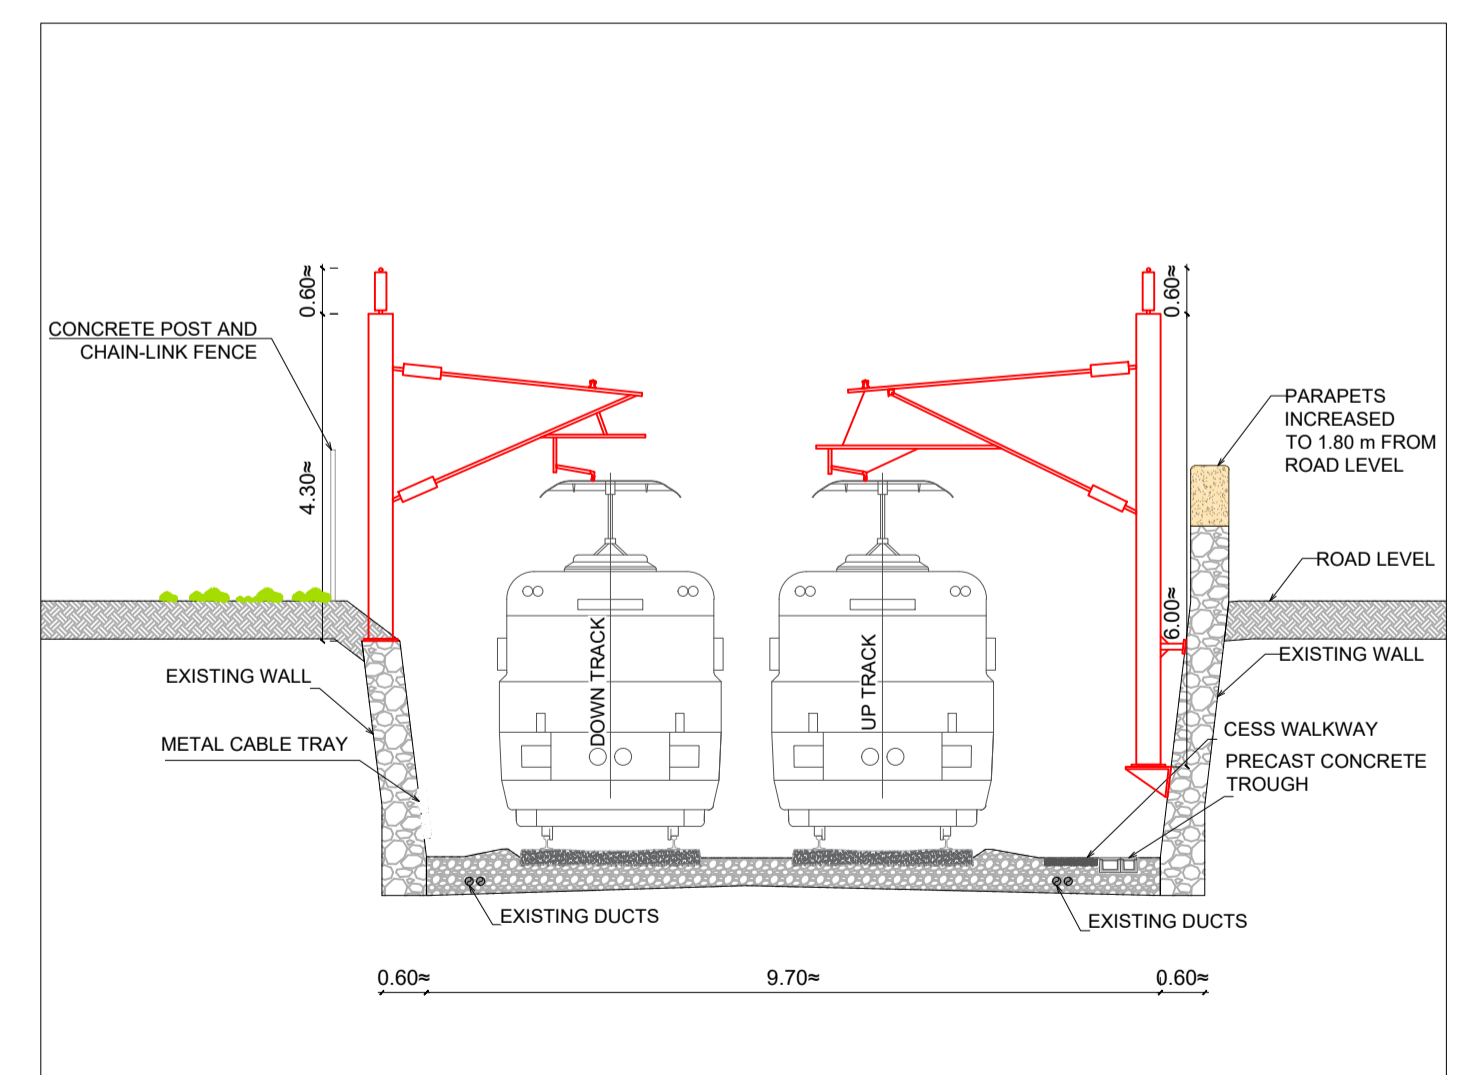 0.60≈
0.60≈
CONCRETE POST AND
CHAIN-LINK FENCE
4.30≈
PARAPETS
INCREASED
TO 1.80 m FROM
ROAD LEVEL
ROAD LEVEL
6.00≈
DOWN TRACK
UP TRACK
EXISTING WALL
EXISTING WALL
METAL CABLE TRAY
CESS WALKWAY
PRECAST CONCRETE
TROUGH
EXISTING DUCTS
EXISTING DUCTS
0.60≈
9.70≈
0.60≈